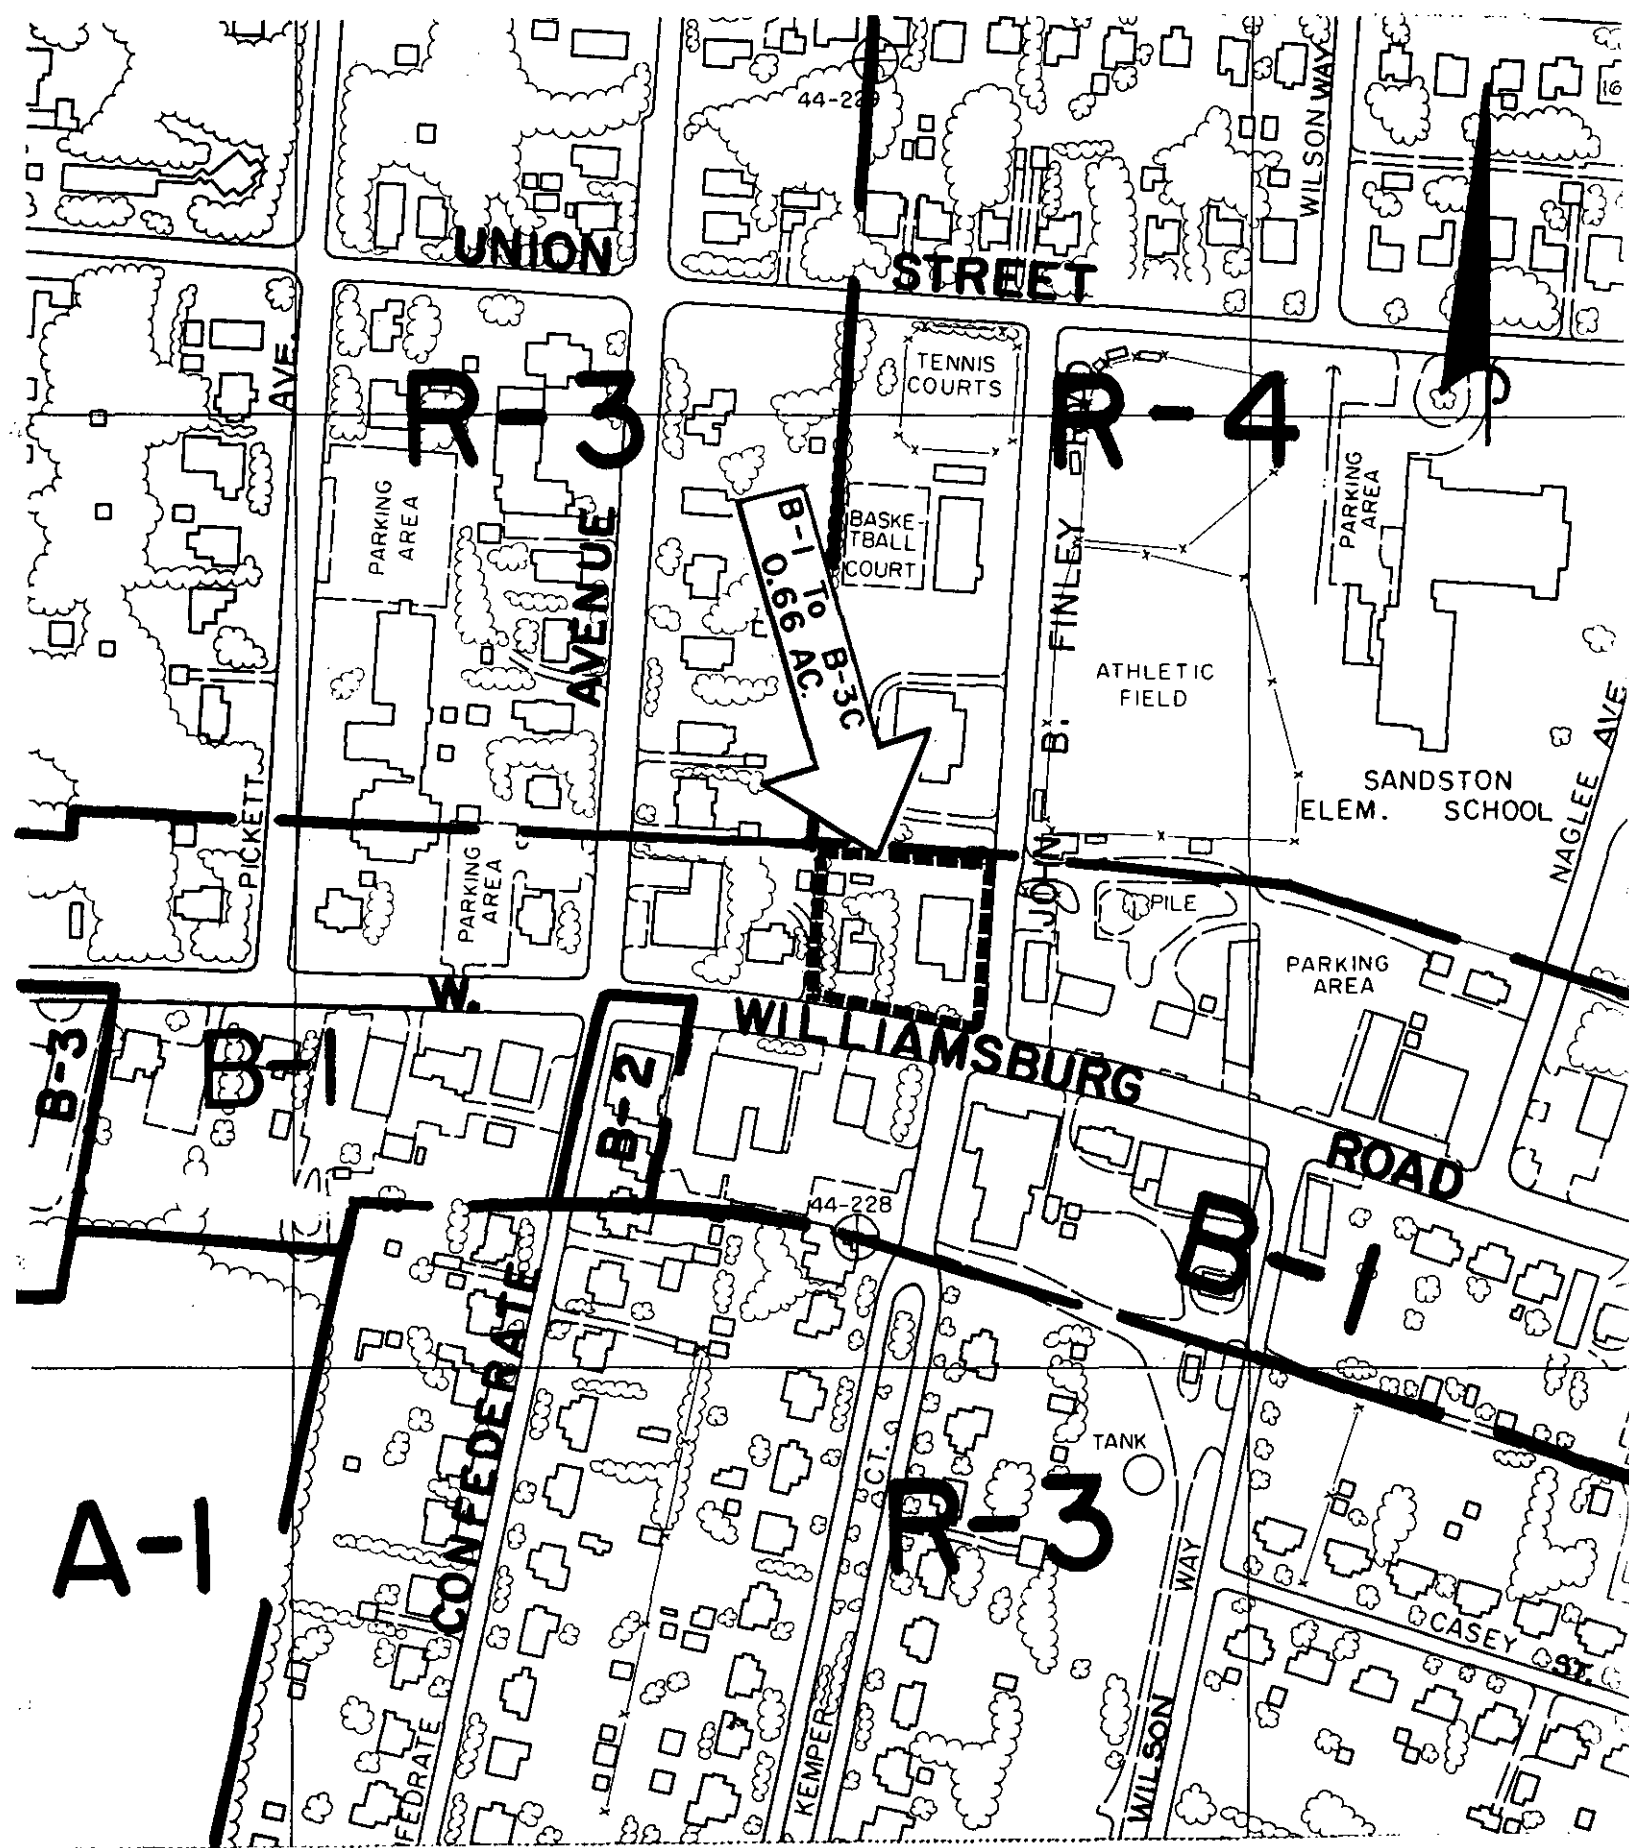 44-229
WILSON WAY
16
UNION
STREET
AVE.
R-3
TENNIS
COURTS
R-4
PARKING
AREA
AVENUE
B-1 To B-3C
0.66 AC.
BASKE-
TBALL
COURT
JOHN B. FINLEY
PARKING
AREA
ATHLETIC
FIELD
SANDSTON
ELEM. SCHOOL
NAGLEE AVE
PICKETT
PARKING
AREA
PILE
PARKING
AREA
W. WILLIAMSBURG ROAD
B-3
B-1
B-2
44-228
B-1
CONFEDERATE
A-1
CT.
R-3
TANK
WAY
CASEY ST.
KEMPER
WILSON
FEDRATE